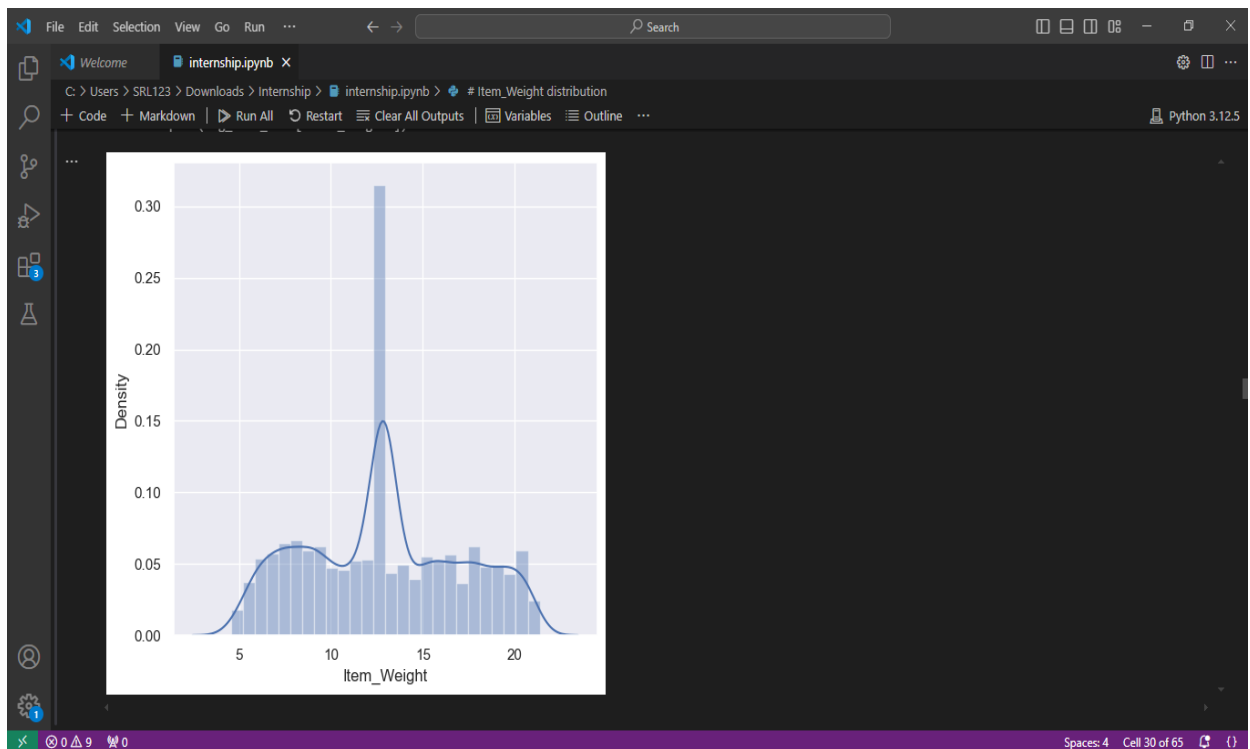 File Edit Selection View Go Run ··· ← → Search
Welcome internship.ipynb ×
C: > Users > SRL123 > Downloads > Internship > internship.ipynb > # Item_Weight distribution
+ Code + Markdown | Run All Restart Clear All Outputs | Variables Outline ··· Python 3.12.5
...
0.30
0.25
0.20
0.15
0.10
0.05
0.00
Density
5 10 15 20
Item_Weight
3
1
0 9 0 Spaces: 4 Cell 30 of 65 {}